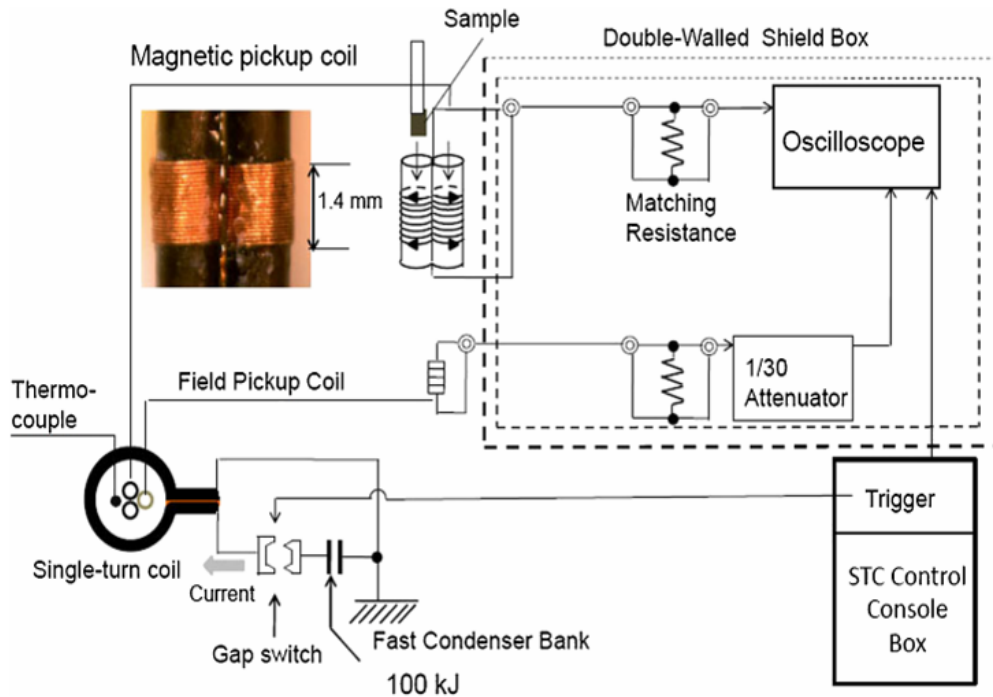 Sample
Double-Walled Shield Box
Magnetic pickup coil
Oscilloscope
1.4 mm
Matching
Resistance
Field Pickup Coil
1/30
Attenuator
Thermo-
couple
Trigger
Single-turn coil
Current
STC Control
Console
Box
Gap switch
Fast Condenser Bank
100 kJ